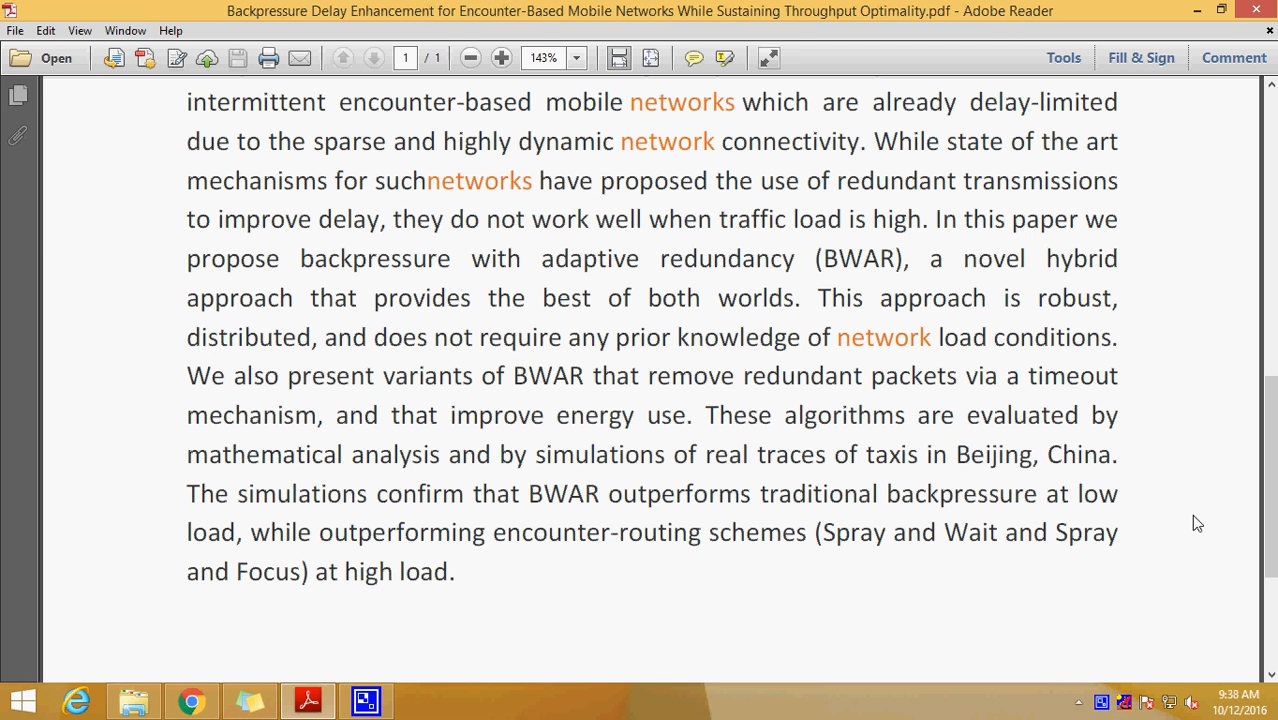 Backpressure Delay Enhancement for Encounter-Based Mobile Networks While Sustaining Throughput Optimality.pdf - Adobe Reader
File Edit View Window Help
Open 1 / 1 143% Tools Fill & Sign Comment
intermittent encounter-based mobile networks which are already delay-limited
due to the sparse and highly dynamic network connectivity. While state of the art
mechanisms for suchnetworks have proposed the use of redundant transmissions
to improve delay, they do not work well when traffic load is high. In this paper we
propose backpressure with adaptive redundancy (BWAR), a novel hybrid
approach that provides the best of both worlds. This approach is robust,
distributed, and does not require any prior knowledge of network load conditions.
We also present variants of BWAR that remove redundant packets via a timeout
mechanism, and that improve energy use. These algorithms are evaluated by
mathematical analysis and by simulations of real traces of taxis in Beijing, China.
The simulations confirm that BWAR outperforms traditional backpressure at low
load, while outperforming encounter-routing schemes (Spray and Wait and Spray
and Focus) at high load.
9:38 AM
10/12/2016